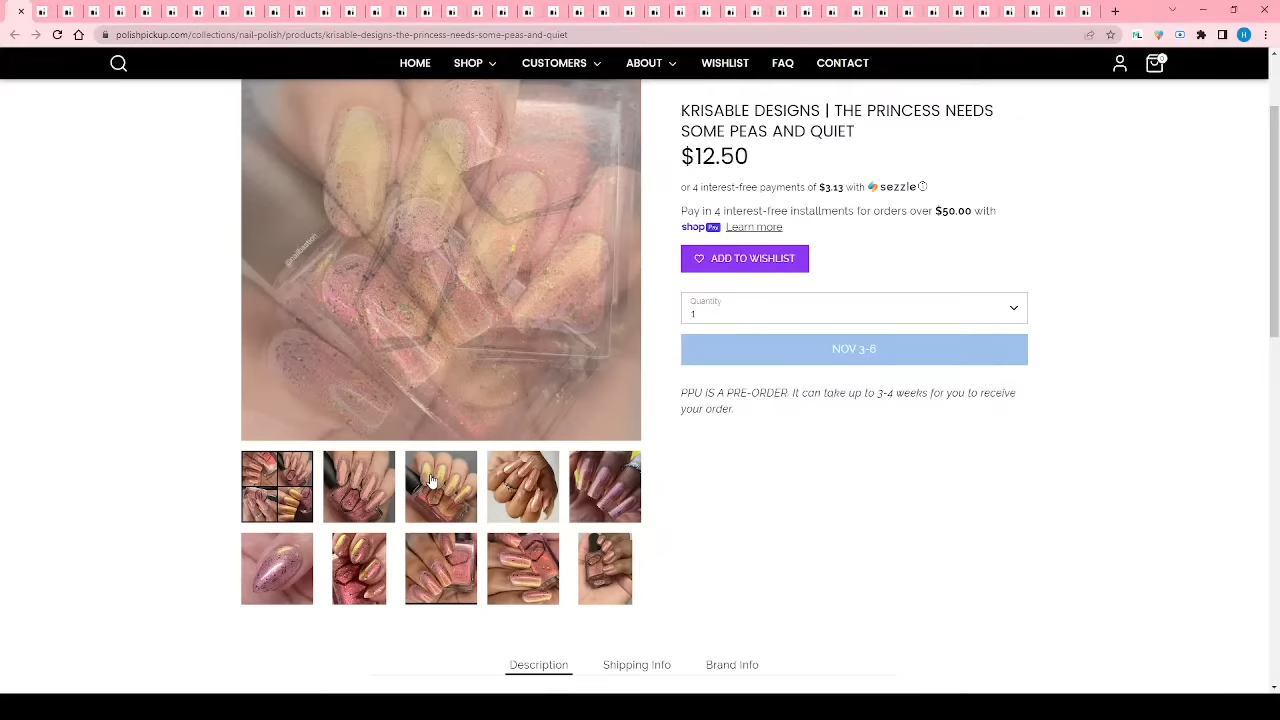 polishpickup.com/collections/nail-polish/products/krisable-designs-the-princess-needs-some-peas-and-quiet
HOME
SHOP
CUSTOMERS
ABOUT
WISHLIST
FAQ
CONTACT
0
KRISABLE DESIGNS | THE PRINCESS NEEDS
SOME PEAS AND QUIET
$12.50
or 4 interest-free payments of $3.13 with sezzle
Pay in 4 interest-free installments for orders over $50.00 with
shop Pay Learn more
ADD TO WISHLIST
Quantity
1
NOV 3-6
PPU IS A PRE-ORDER. It can take up to 3-4 weeks for you to receive
your order.
Description
Shipping Info
Brand Info